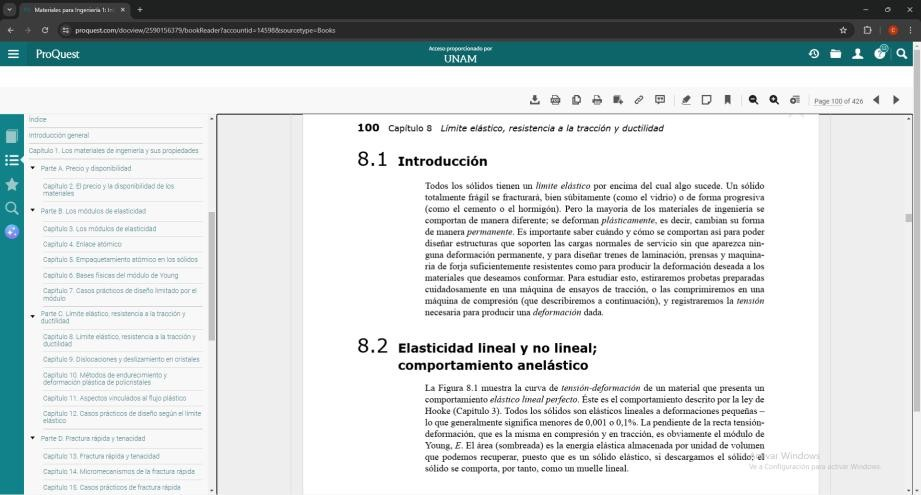 Materiales para Ingeniería 1: In
proquest.com/docview/2590156379/bookReader?accountid=14598&sourcetype=Books
ProQuest
Acceso proporcionado por
UNAM
Page 100 of 426
Índice
Introducción general
Capítulo 1. Los materiales de ingeniería y sus propiedades
Parte A. Precio y disponibilidad
Capítulo 2. El precio y la disponibilidad de los
materiales
Parte B. Los módulos de elasticidad
Capítulo 3. Los módulos de elasticidad
Capítulo 4. Enlace atómico
Capítulo 5. Empaquetamiento atómico en los sólidos
Capítulo 6. Bases físicas del módulo de Young
Capítulo 7. Casos prácticos de diseño limitado por el
módulo
Parte C. Límite elástico, resistencia a la tracción y
ductilidad
Capítulo 8. Límite elástico, resistencia a la tracción y
ductilidad
Capítulo 9. Dislocaciones y deslizamiento en cristales
Capítulo 10. Métodos de endurecimiento y
deformación plástica de policristales
Capítulo 11. Aspectos vinculados al flujo plástico
Capítulo 12. Casos prácticos de diseño según el límite
elástico
Parte D. Fractura rápida y tenacidad
Capítulo 13. Fractura rápida y tenacidad
Capítulo 14. Micromecanismos de la fractura rápida
Capítulo 15. Casos prácticos de fractura rápida
100 Capítulo 8 Límite elástico, resistencia a la tracción y ductilidad
8.1 Introducción
Todos los sólidos tienen un límite elástico por encima del cual algo sucede. Un sólido
totalmente frágil se fracturará, bien súbitamente (como el vidrio) o de forma progresiva
(como el cemento o el hormigón). Pero la mayoría de los materiales de ingeniería se
comportan de manera diferente; se deforman plásticamente, es decir, cambian su forma
de manera permanente. Es importante saber cuándo y cómo se comportan así para poder
diseñar estructuras que soporten las cargas normales de servicio sin que aparezca nin-
guna deformación permanente, y para diseñar trenes de laminación, prensas y maquina-
ria de forja suficientemente resistentes como para producir la deformación deseada a los
materiales que deseamos conformar. Para estudiar esto, estiraremos probetas preparadas
cuidadosamente en una máquina de ensayos de tracción, o las comprimiremos en una
máquina de compresión (que describiremos a continuación), y registraremos la tensión
necesaria para producir una deformación dada.
8.2 Elasticidad lineal y no lineal;
comportamiento anelástico
La Figura 8.1 muestra la curva de tensión-deformación de un material que presenta un
comportamiento elástico lineal perfecto. Éste es el comportamiento descrito por la ley de
Hooke (Capítulo 3). Todos los sólidos son elásticos lineales a deformaciones pequeñas –
lo que generalmente significa menores de 0,001 o 0,1%. La pendiente de la recta tensión-
deformación, que es la misma en compresión y en tracción, es obviamente el módulo de
Young, E. El área (sombreada) es la energía elástica almacenada por unidad de volumen
que podemos recuperar, puesto que es un sólido elástico, si descargamos el sólido; el
sólido se comporta, por tanto, como un muelle lineal.
Activar Windows
Ve a Configuración para activar Windows.